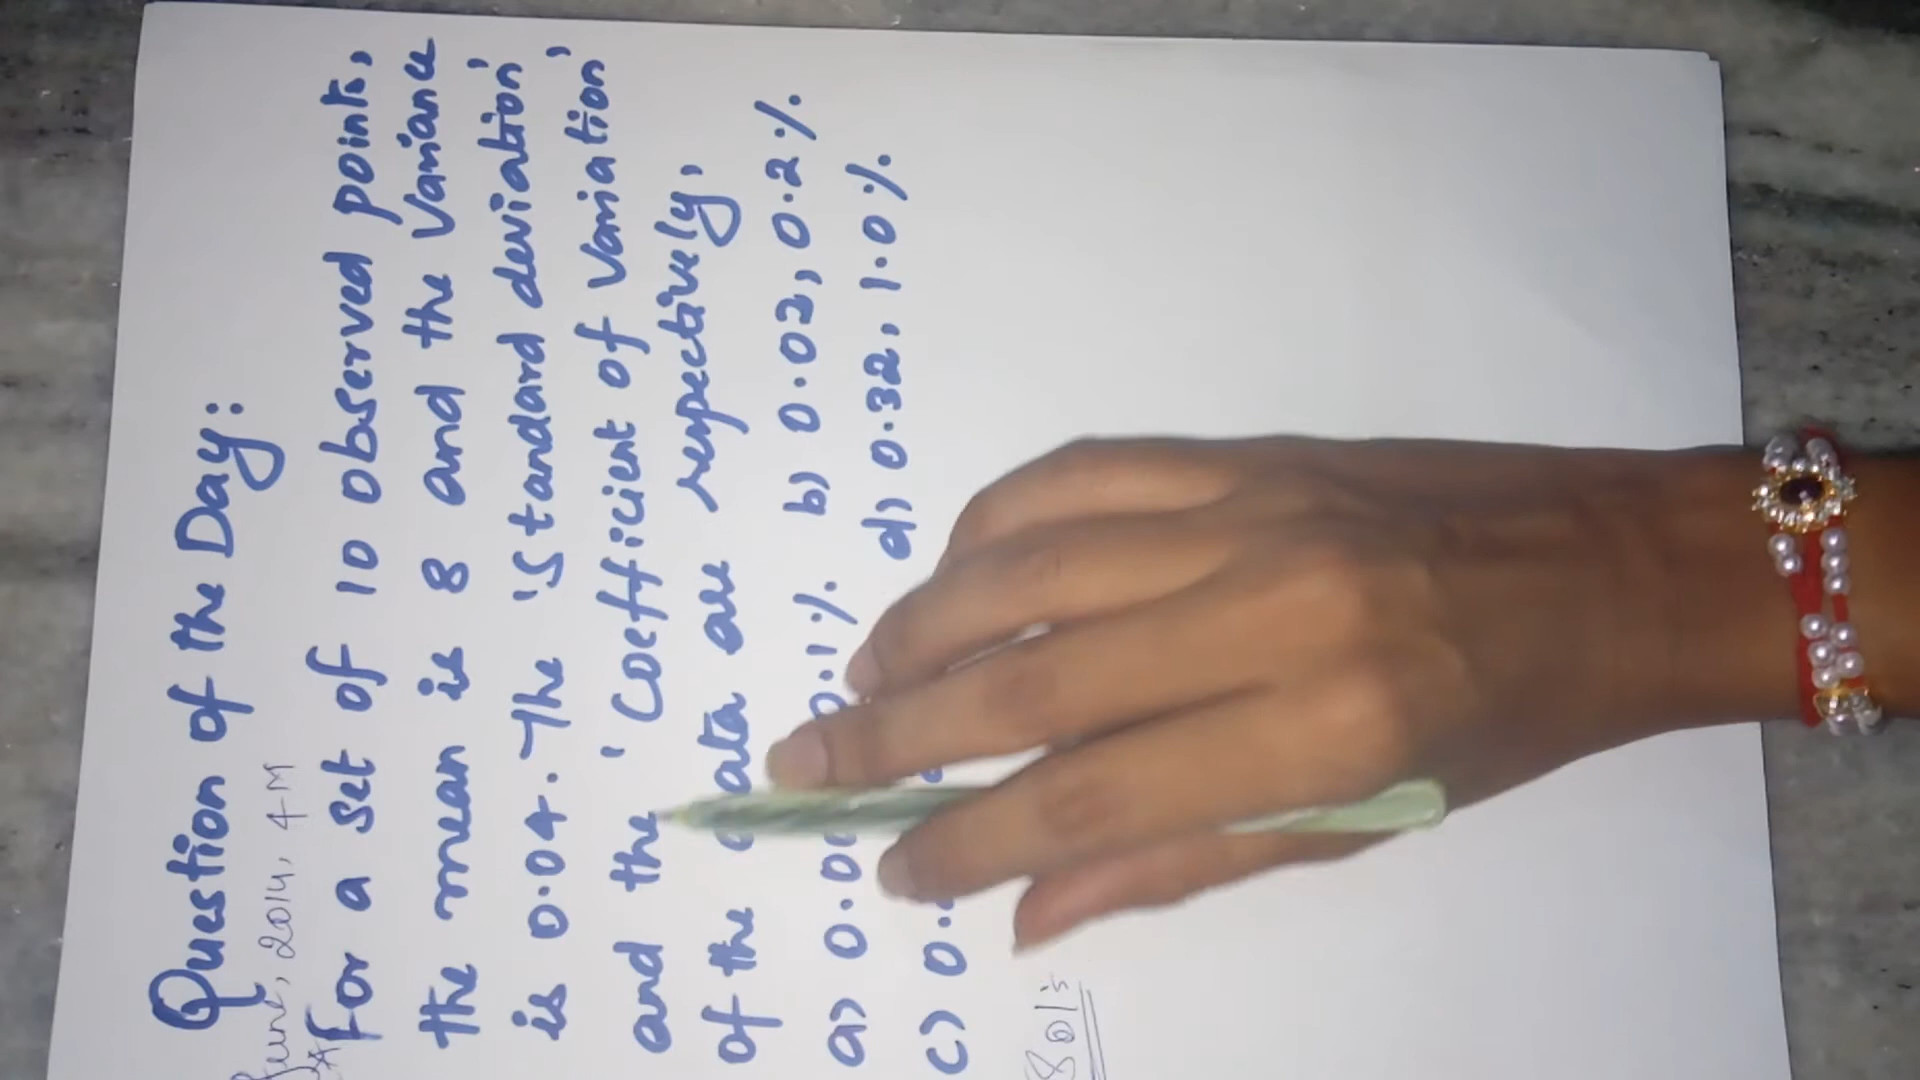 Question of the Day:
June, 2014, 4M
For a set of 10 observed points,
the mean is 8 and the Variance
is 0.04. The 'Standard deviation'
and the 'Coefficient of Variation'
of the are respectively,
a) b) 0.02, 0.2%
c) d) 0.32, 1.0%
Sol: